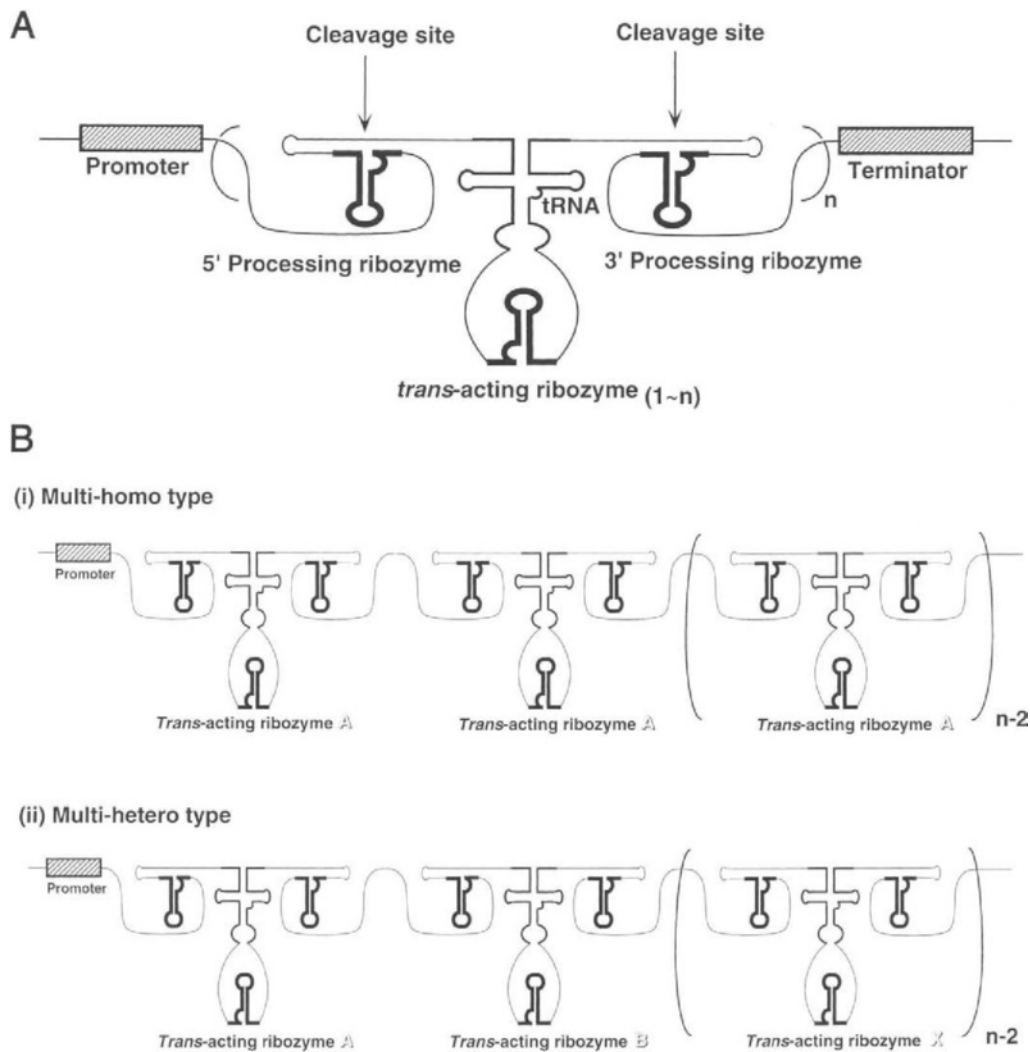 A
Cleavage site
Cleavage site
Promoter
Terminator
tRNA
n
5' Processing ribozyme
3' Processing ribozyme
trans-acting ribozyme (1~n)
B
(i) Multi-homo type
Promoter
Trans-acting ribozyme A
Trans-acting ribozyme A
Trans-acting ribozyme A
n-2
(ii) Multi-hetero type
Promoter
Trans-acting ribozyme A
Trans-acting ribozyme B
Trans-acting ribozyme X
n-2